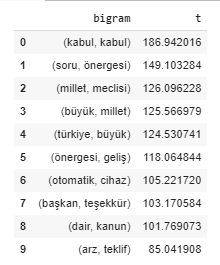 bigram t
0 (kabul, kabul) 186.942016
1 (soru, önergesi) 149.103284
2 (millet, meclisi) 126.096228
3 (büyük, millet) 125.566979
4 (türkiye, büyük) 124.530741
5 (önergesi, geliş) 118.064844
6 (otomatik, cihaz) 105.221720
7 (başkan, teşekkür) 103.170584
8 (dair, kanun) 101.769073
9 (arz, teklif) 85.041908